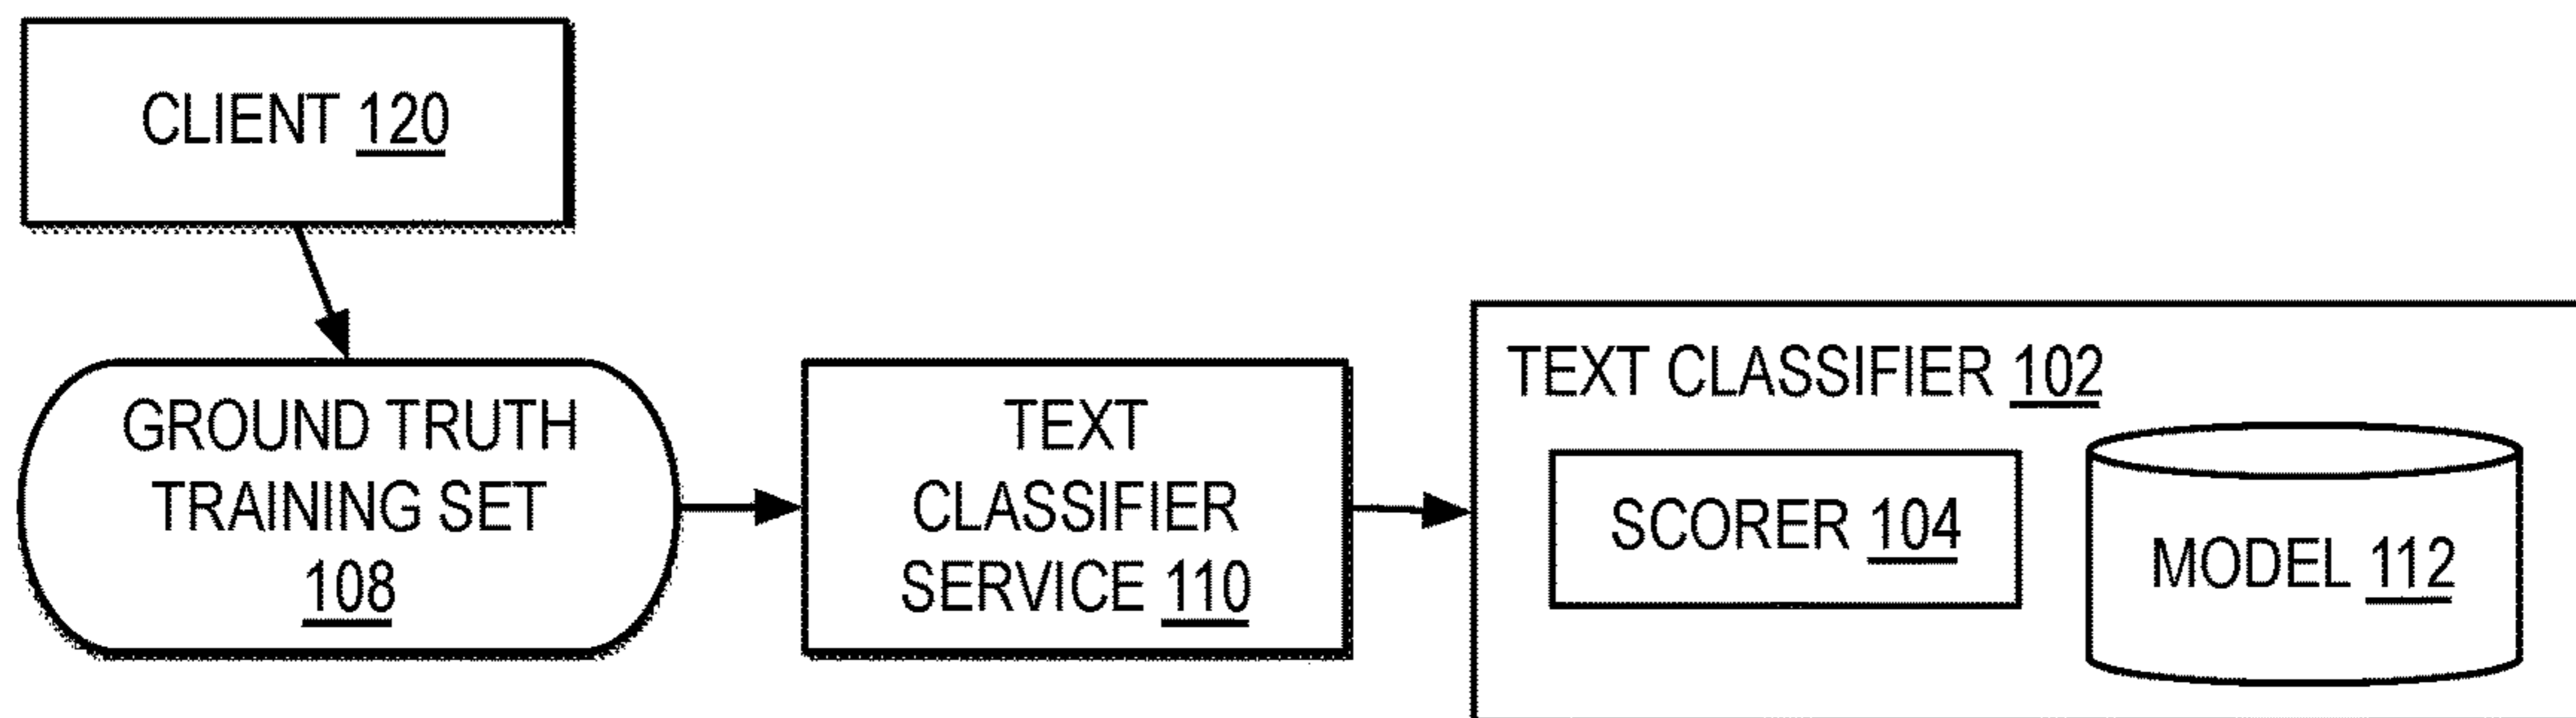 CLIENT 120
GROUND TRUTH
TRAINING SET
108
TEXT
CLASSIFIER
SERVICE 110
TEXT CLASSIFIER 102
SCORER 104
MODEL 112